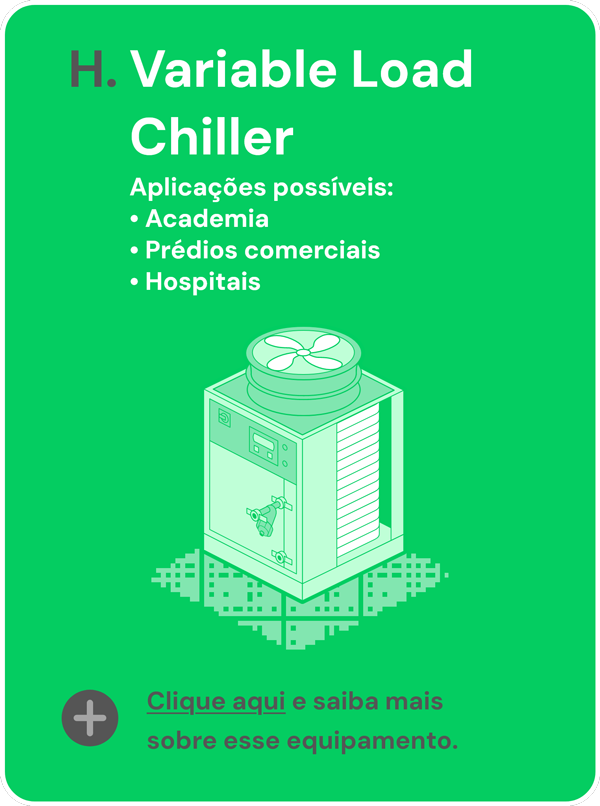 H. Variable Load
Chiller
Aplicações possíveis:
• Academia
• Prédios comerciais
• Hospitais
Clique aqui e saiba mais
sobre esse equipamento.